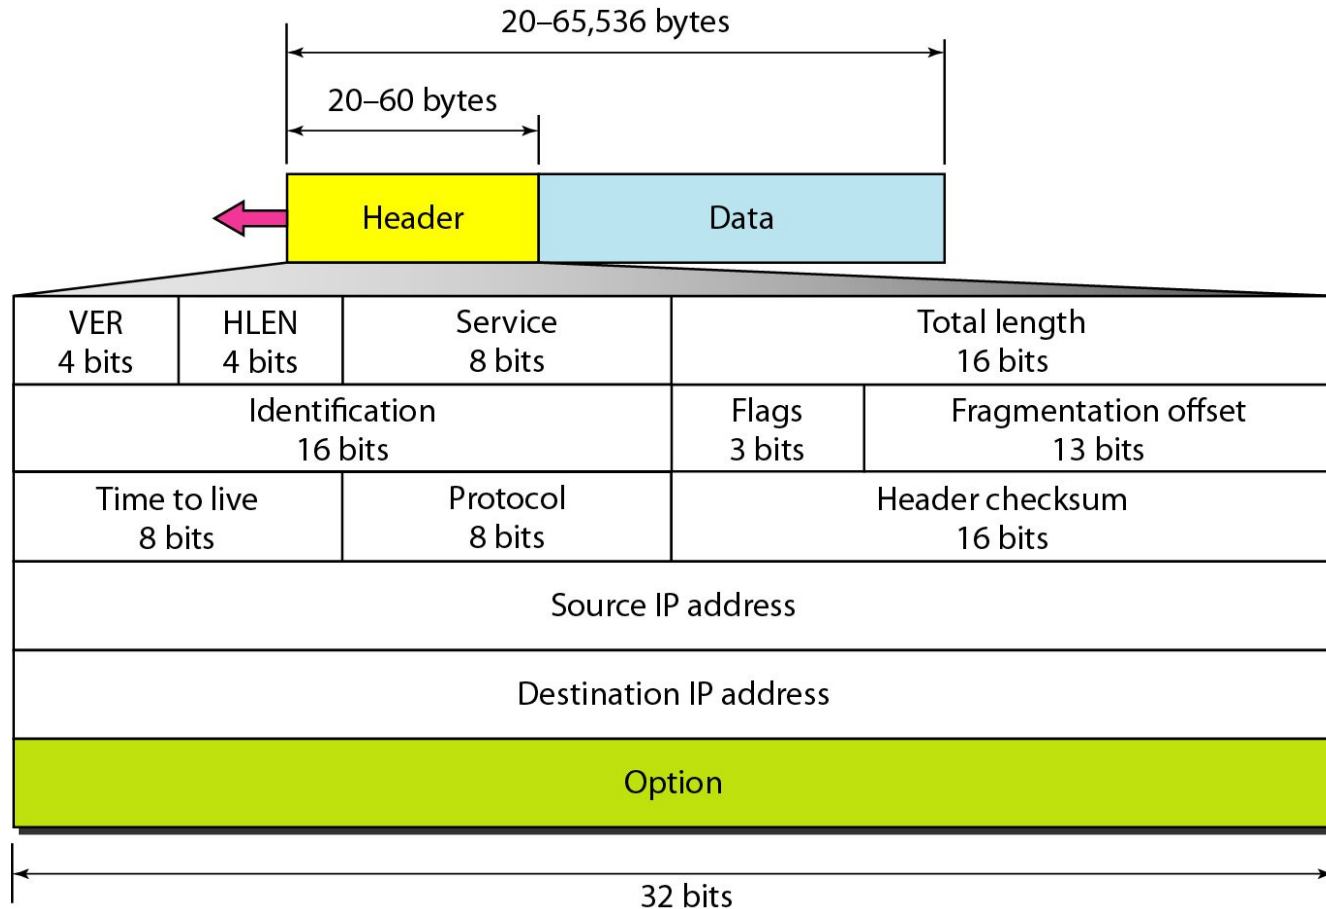 20–65,536 bytes
20–60 bytes
Header
Data
VER
4 bits
HLEN
4 bits
Service
8 bits
Total length
16 bits
Identification
16 bits
Flags
3 bits
Fragmentation offset
13 bits
Time to live
8 bits
Protocol
8 bits
Header checksum
16 bits
Source IP address
Destination IP address
Option
32 bits